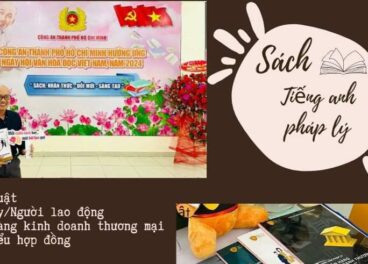 CÔNG AN THÀNH PHỐ HỒ CHÍ MINH
CÔNG AN THÀNH PHỐ HỒ CHÍ MINH HƯỞNG ỨNG
NGÀY HỘI VĂN HÓA ĐỌC VIỆT NAM, NĂM 2024
SÁCH: NHẬN THỨC - ĐỔI MỚI - SÁNG TẠO
Sách
Tiếng anh
pháp lý
uật
y/Người lao động
ang kinh doanh thương mại
ểu hợp đồng